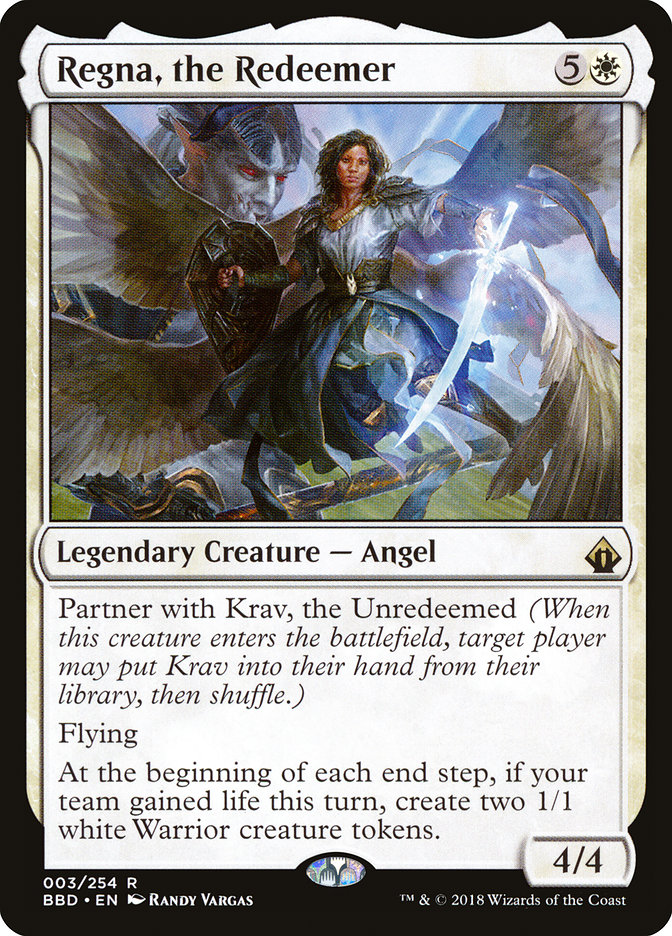 Regna, the Redeemer 5
Legendary Creature — Angel
Partner with Krav, the Unredeemed (When
this creature enters the battlefield, target player
may put Krav into their hand from their
library, then shuffle.)
Flying
At the beginning of each end step, if your
team gained life this turn, create two 1/1
white Warrior creature tokens.
4/4
003/254 R
BBD • EN Randy Vargas
™ & © 2018 Wizards of the Coast